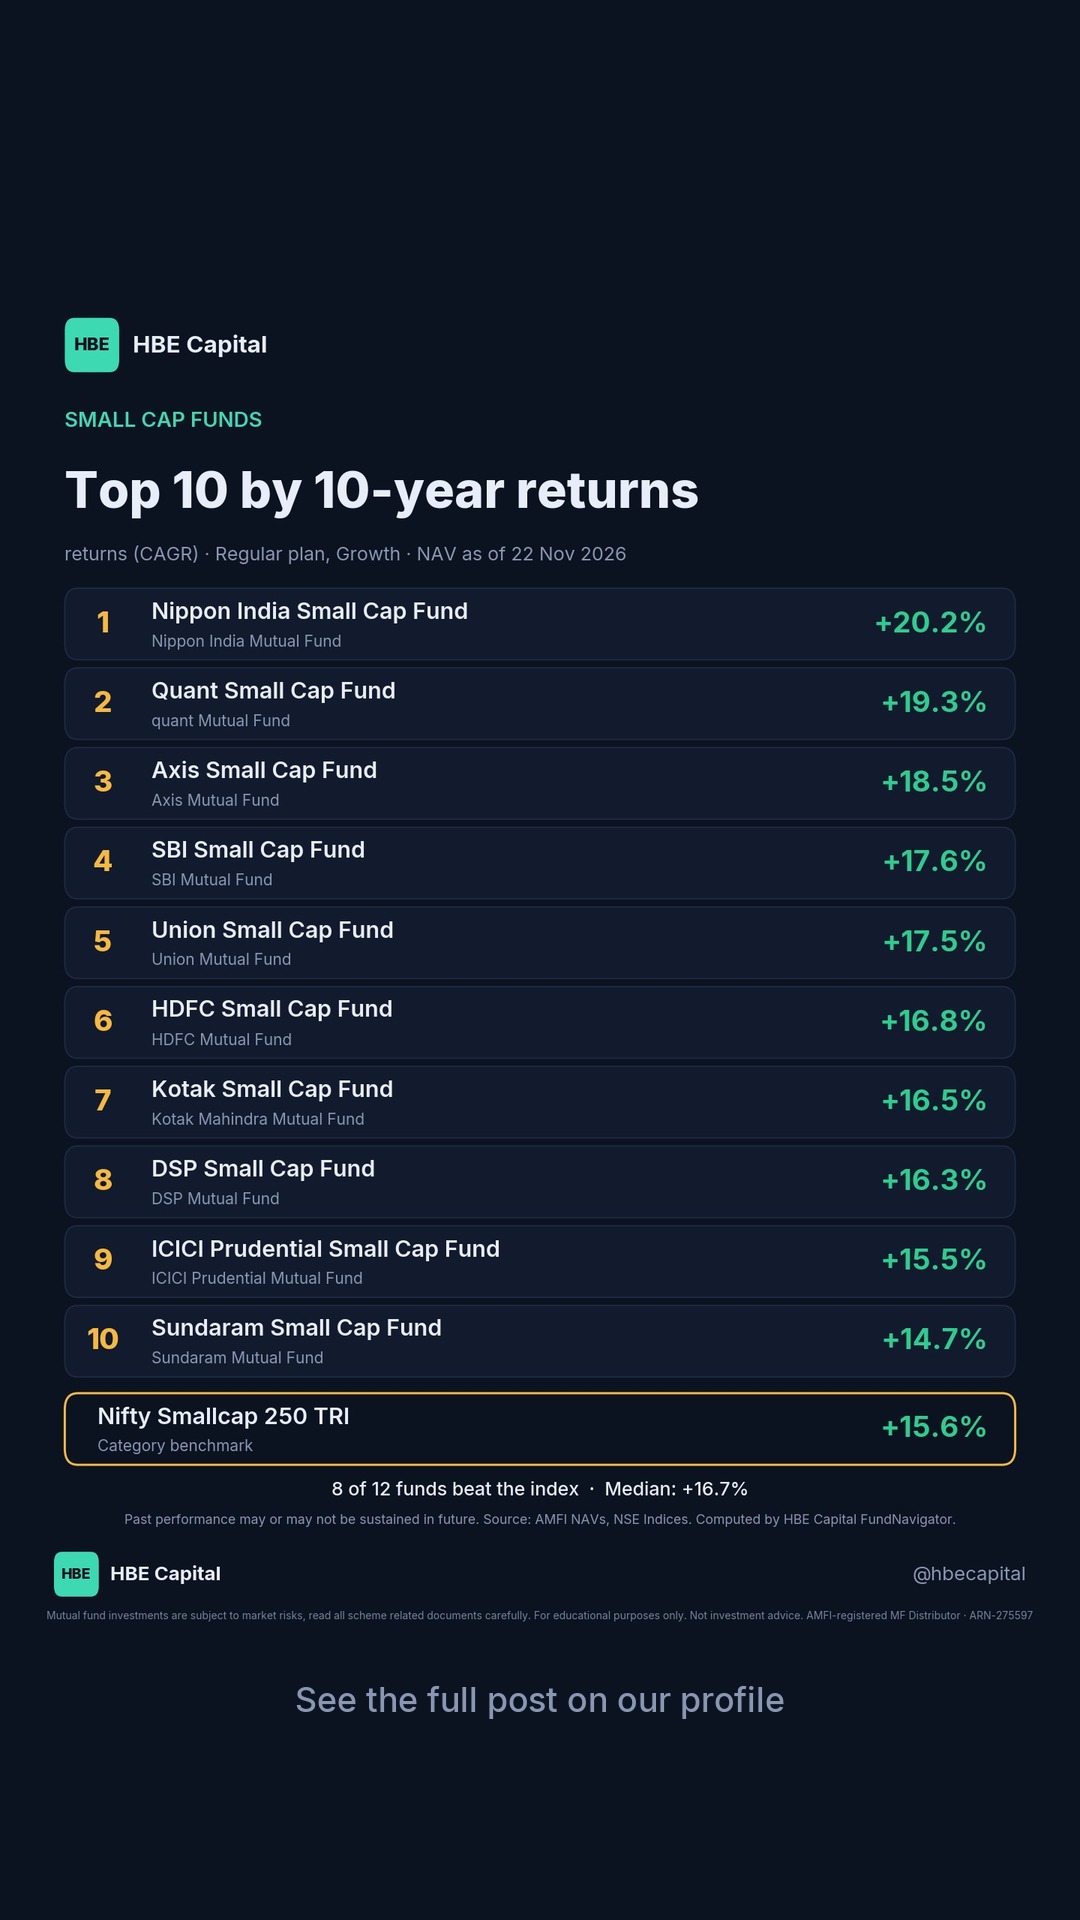 HBE HBE Capital
SMALL CAP FUNDS
Top 10 by 10-year returns
returns (CAGR) · Regular plan, Growth · NAV as of 22 Nov 2026
1 Nippon India Small Cap Fund +20.2%
Nippon India Mutual Fund
2 Quant Small Cap Fund +19.3%
quant Mutual Fund
3 Axis Small Cap Fund +18.5%
Axis Mutual Fund
4 SBI Small Cap Fund +17.6%
SBI Mutual Fund
5 Union Small Cap Fund +17.5%
Union Mutual Fund
6 HDFC Small Cap Fund +16.8%
HDFC Mutual Fund
7 Kotak Small Cap Fund +16.5%
Kotak Mahindra Mutual Fund
8 DSP Small Cap Fund +16.3%
DSP Mutual Fund
9 ICICI Prudential Small Cap Fund +15.5%
ICICI Prudential Mutual Fund
10 Sundaram Small Cap Fund +14.7%
Sundaram Mutual Fund
Nifty Smallcap 250 TRI +15.6%
Category benchmark
8 of 12 funds beat the index · Median: +16.7%
Past performance may or may not be sustained in future. Source: AMFI NAVs, NSE Indices. Computed by HBE Capital FundNavigator.
HBE HBE Capital @hbecapital
Mutual fund investments are subject to market risks, read all scheme related documents carefully. For educational purposes only. Not investment advice. AMFI-registered MF Distributor · ARN-275597
See the full post on our profile